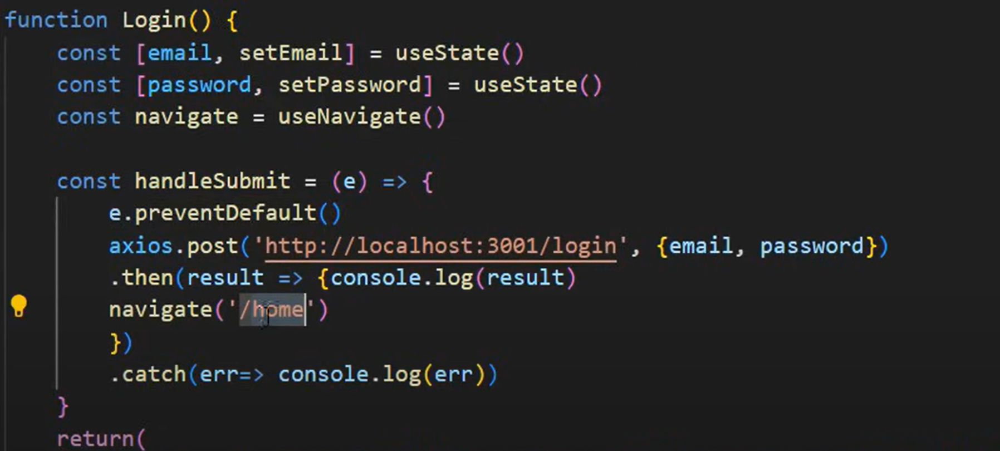 function Login() {
const [email, setEmail] = useState()
const [password, setPassword] = useState()
const navigate = useNavigate()
const handleSubmit = (e) => {
e.preventDefault()
axios.post('http://localhost:3001/login', {email, password})
.then(result => {console.log(result)
navigate('/home')
})
.catch(err=> console.log(err))
}
return(